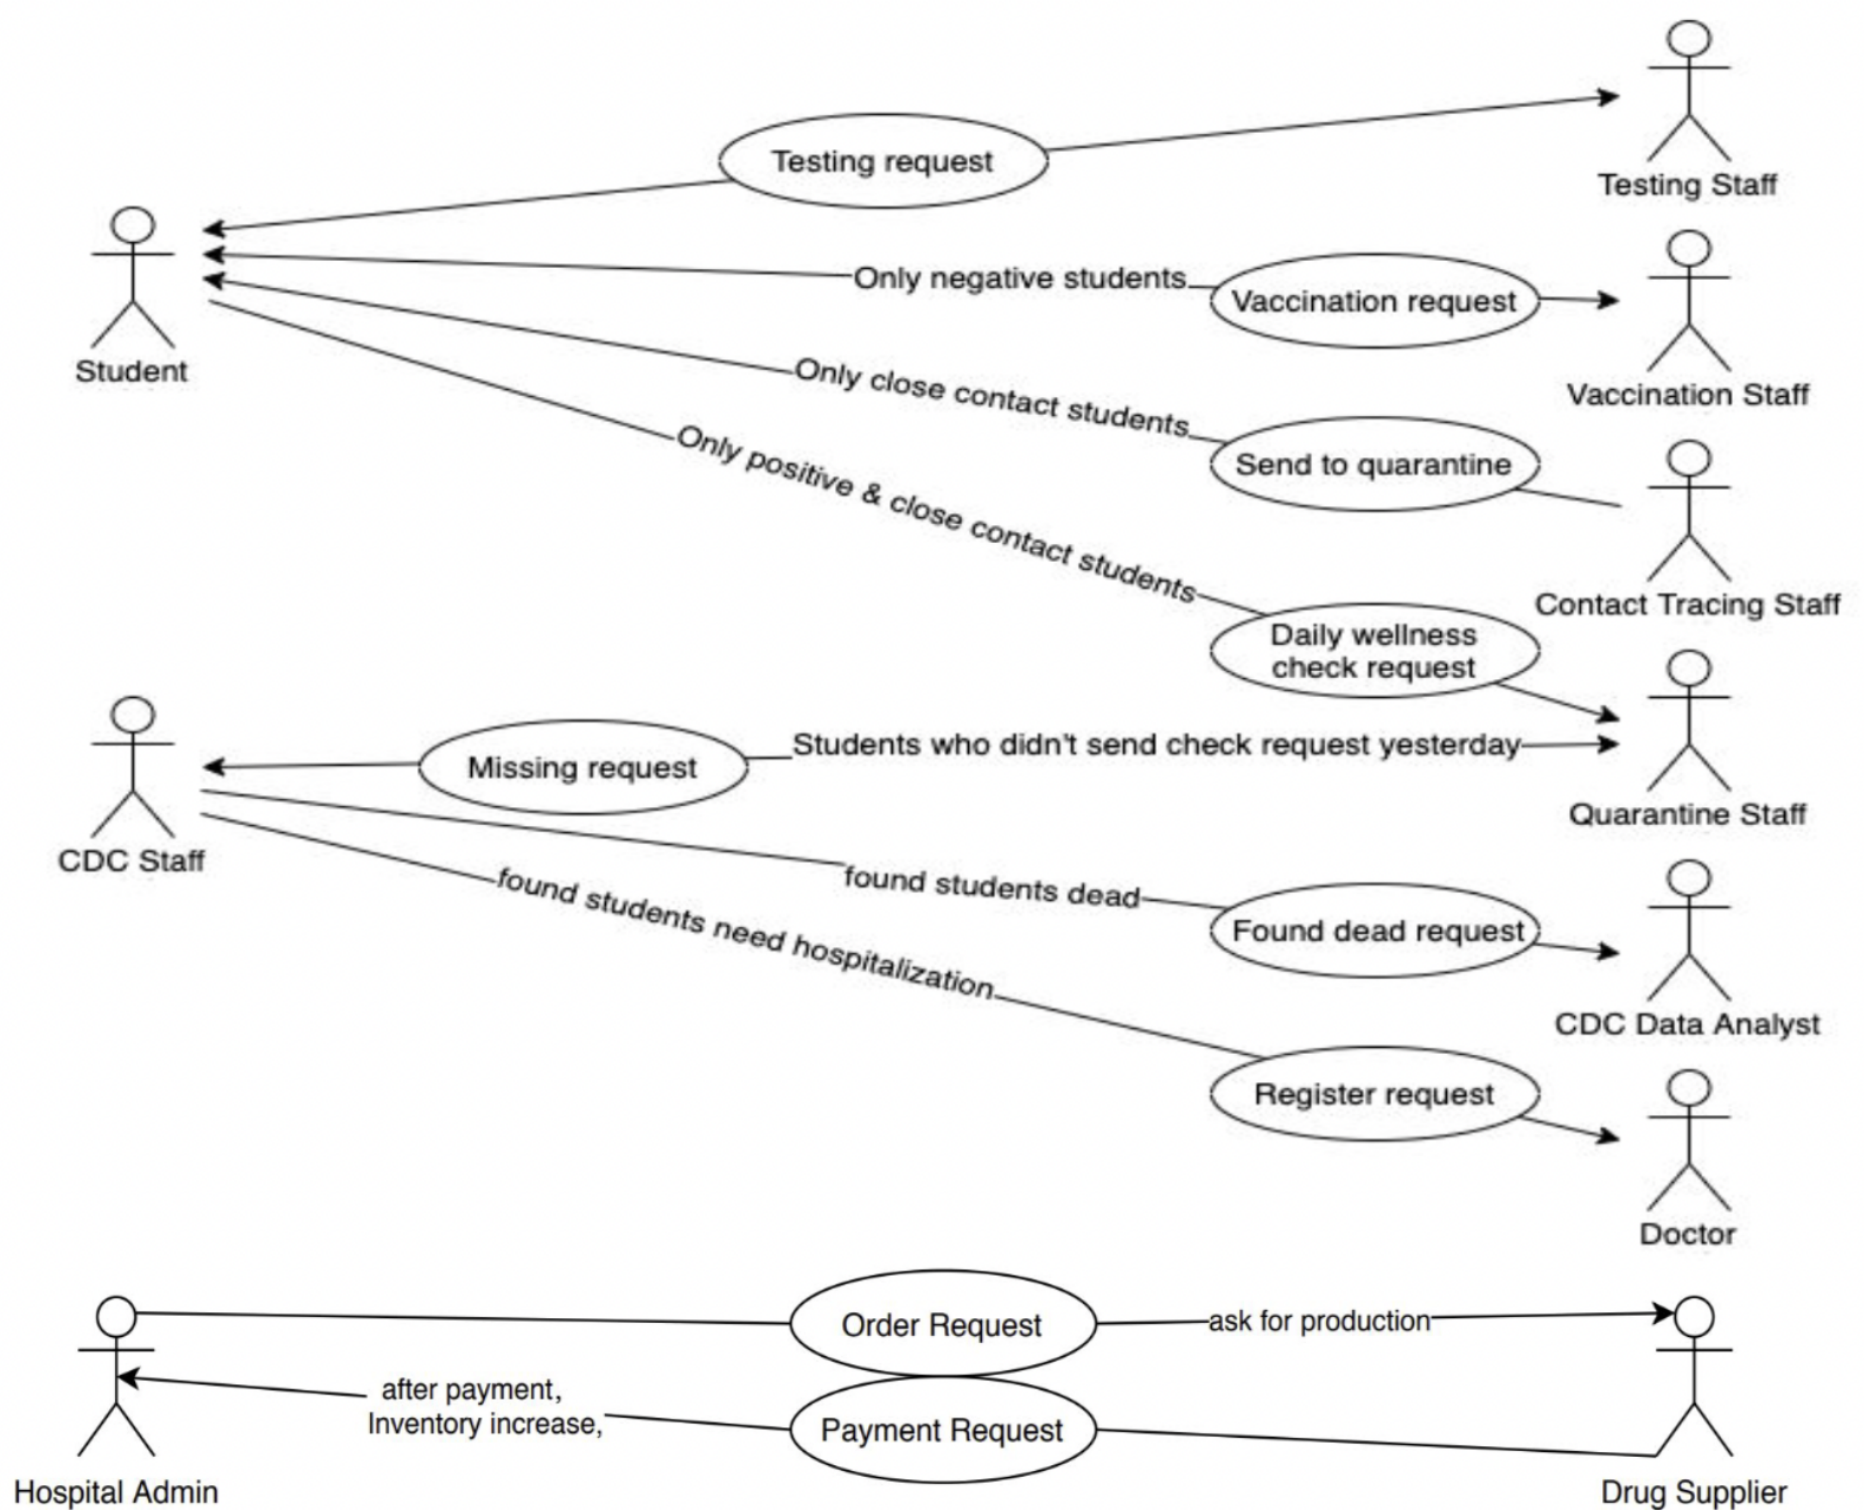 Testing request
Testing Staff
Student
Only negative students
Vaccination request
Vaccination Staff
Only close contact students
Send to quarantine
Contact Tracing Staff
Only positive & close contact students
Daily wellness
check request
Quarantine Staff
CDC Staff
Missing request
Students who didn't send check request yesterday
found students dead
Found dead request
CDC Data Analyst
found students need hospitalization
Register request
Doctor
Order Request
ask for production
after payment,
Inventory increase,
Payment Request
Hospital Admin
Drug Supplier